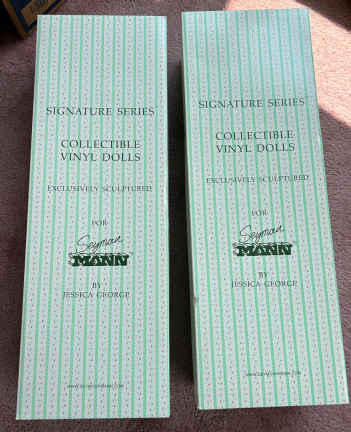 SIGNATURE SERIES
COLLECTIBLE
VINYL DOLLS
EXCLUSIVELY SCULPTURED
FOR
Seymour
MANN
BY
JESSICA GEORGE
SIGNATURE SERIES
COLLECTIBLE
VINYL DOLLS
EXCLUSIVELY SCULPTURED
FOR
Seymour
MANN
BY
JESSICA GEORGE